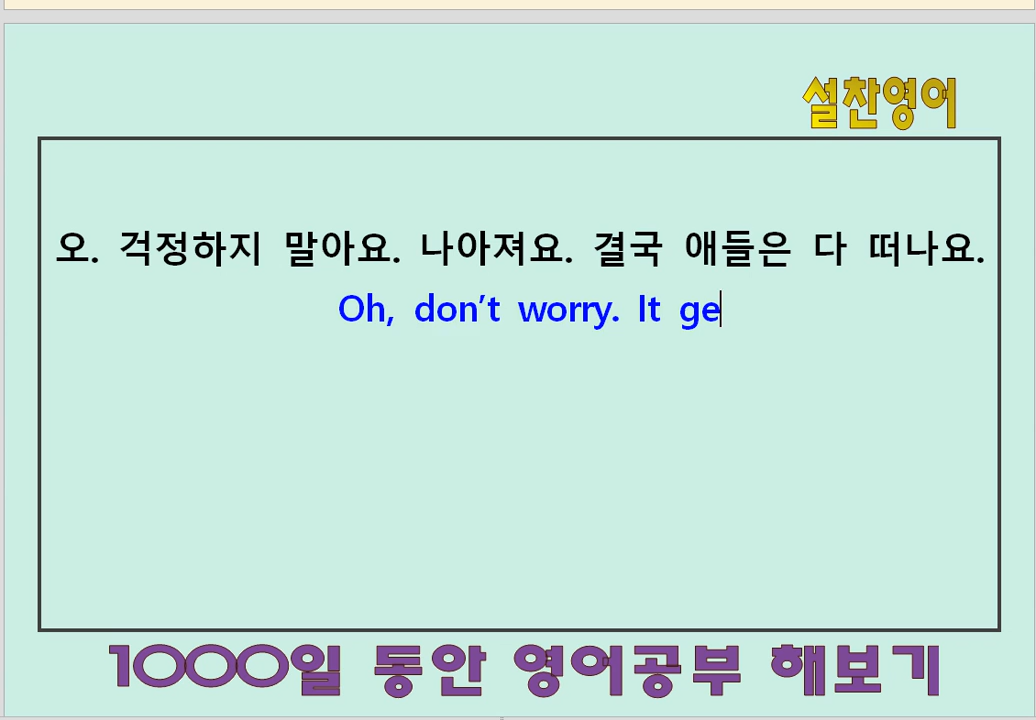 설찬영어
오. 걱정하지 말아요. 나아져요. 결국 애들은 다 떠나요.
Oh, don't worry. It ge
1000일 동안 영어공부 해보기